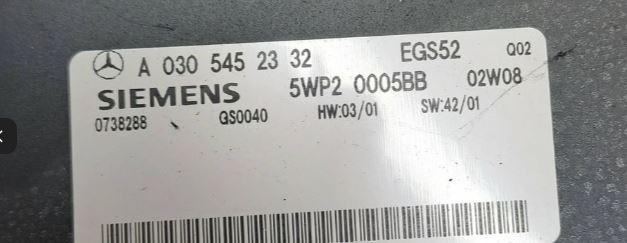 A 030 545 23 32 EGS52 Q02
SIEMENS 5WP2 0005BB 02W08
0738288 QS0040 HW:03/01 SW:42/01